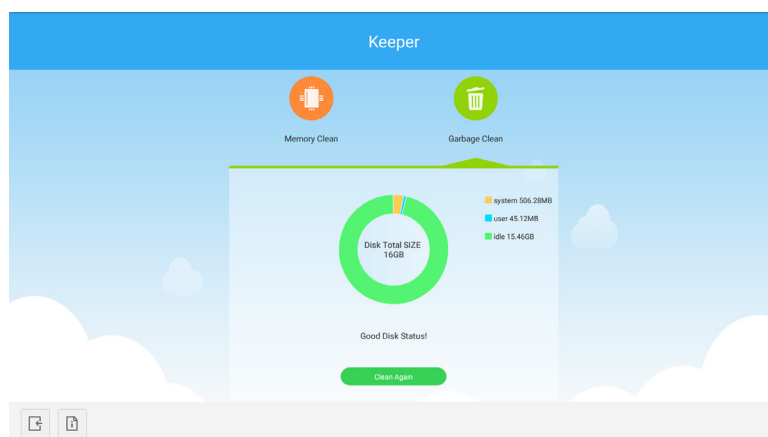 Keeper
Memory Clean
Garbage Clean
system 506.28MB
user 45.12MB
idle 15.46GB
Disk Total SIZE
16GB
Good Disk Status!
Clean Again